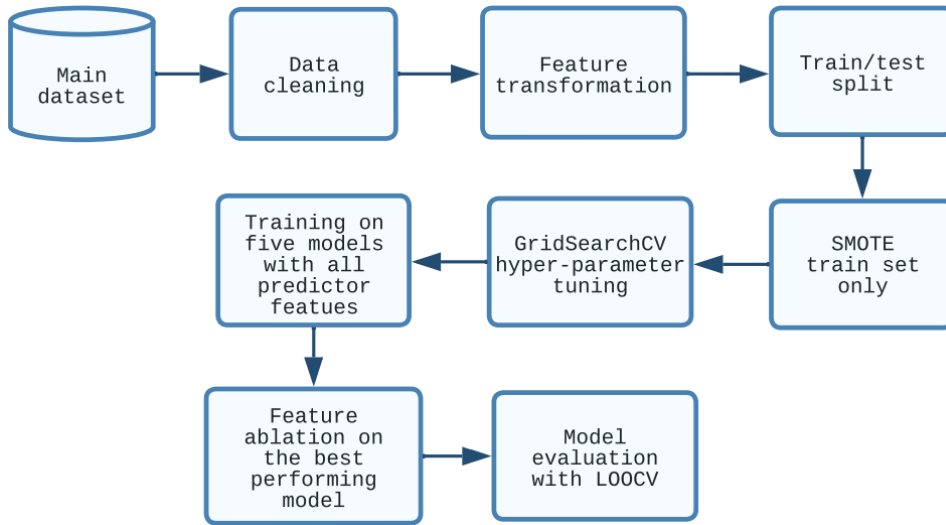 Main
dataset
Data
cleaning
Feature
transformation
Train/test
split
SMOTE
train set
only
GridSearchCV
hyper-parameter
tuning
Training on
five models
with all
predictor
featues
Feature
ablation on
the best
performing
model
Model
evaluation
with LOOCV